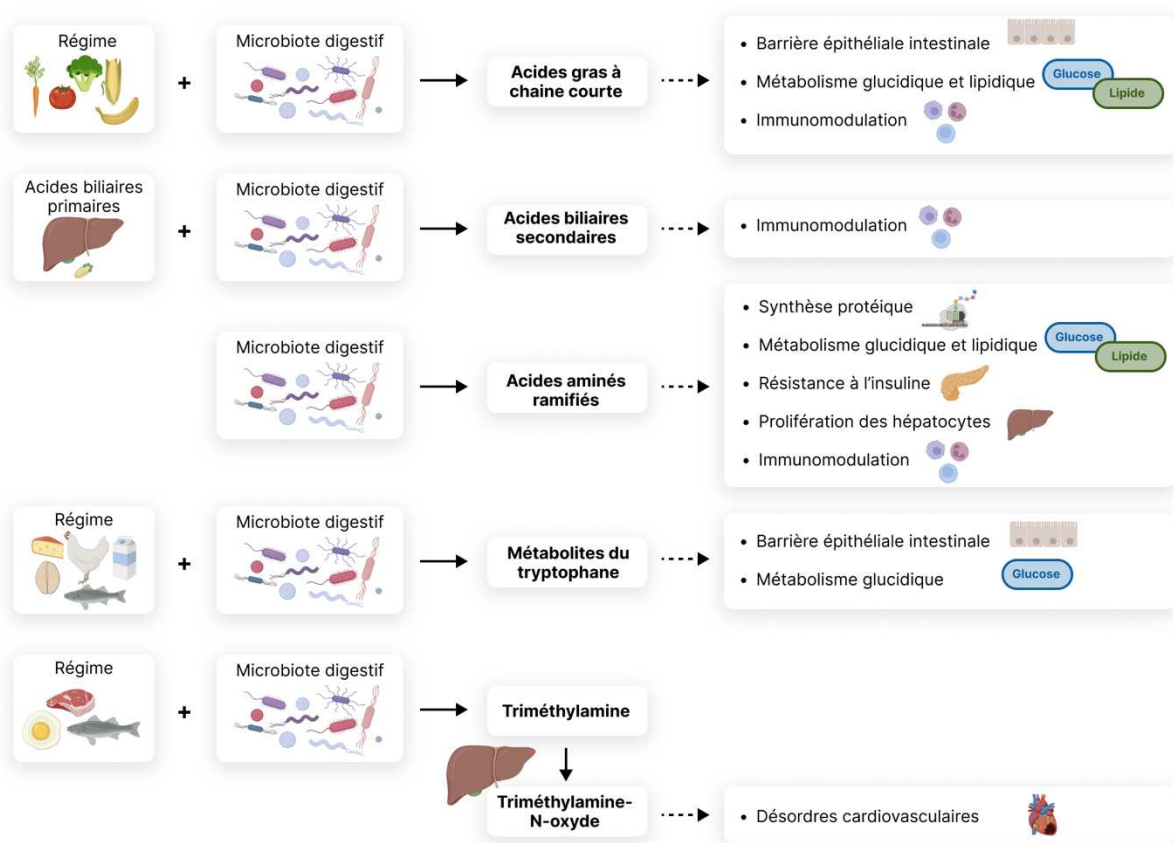 Régime
Microbiote digestif
+
Acides gras à
chaine courte
• Barrière épithéliale intestinale
• Métabolisme glucidique et lipidique
Glucose
Lipide
• Immunomodulation
Acides biliaires
primaires
+
Microbiote digestif
Acides biliaires
secondaires
• Immunomodulation
Microbiote digestif
Acides aminés
ramifiés
• Synthèse protéique
• Métabolisme glucidique et lipidique
Glucose
Lipide
• Résistance à l'insuline
• Prolifération des hépatocytes
• Immunomodulation
Régime
+
Microbiote digestif
Métabolites du
tryptophane
• Barrière épithéliale intestinale
• Métabolisme glucidique
Glucose
Régime
+
Microbiote digestif
Triméthylamine
Triméthylamine-
N-oxyde
• Désordres cardiovasculaires